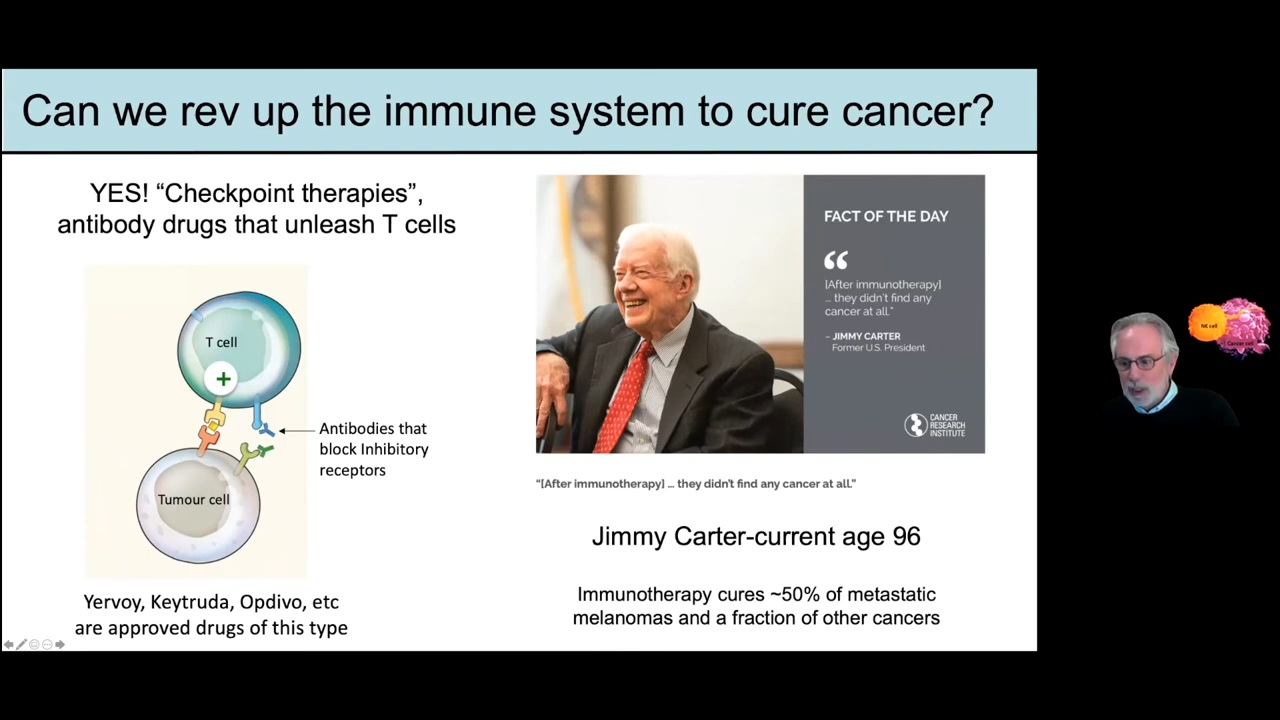 Can we rev up the immune system to cure cancer?
YES! “Checkpoint therapies”,
antibody drugs that unleash T cells
T cell
+
Antibodies that
block Inhibitory
receptors
Tumour cell
Yervoy, Keytruda, Opdivo, etc
are approved drugs of this type
FACT OF THE DAY
“
[After immunotherapy]
... they didn't find any
cancer at all.”
– JIMMY CARTER
Former U.S. President
CANCER
RESEARCH
INSTITUTE
“[After immunotherapy] ... they didn't find any cancer at all.”
Jimmy Carter-current age 96
Immunotherapy cures ~50% of metastatic
melanomas and a fraction of other cancers
NK cell
Cancer cell